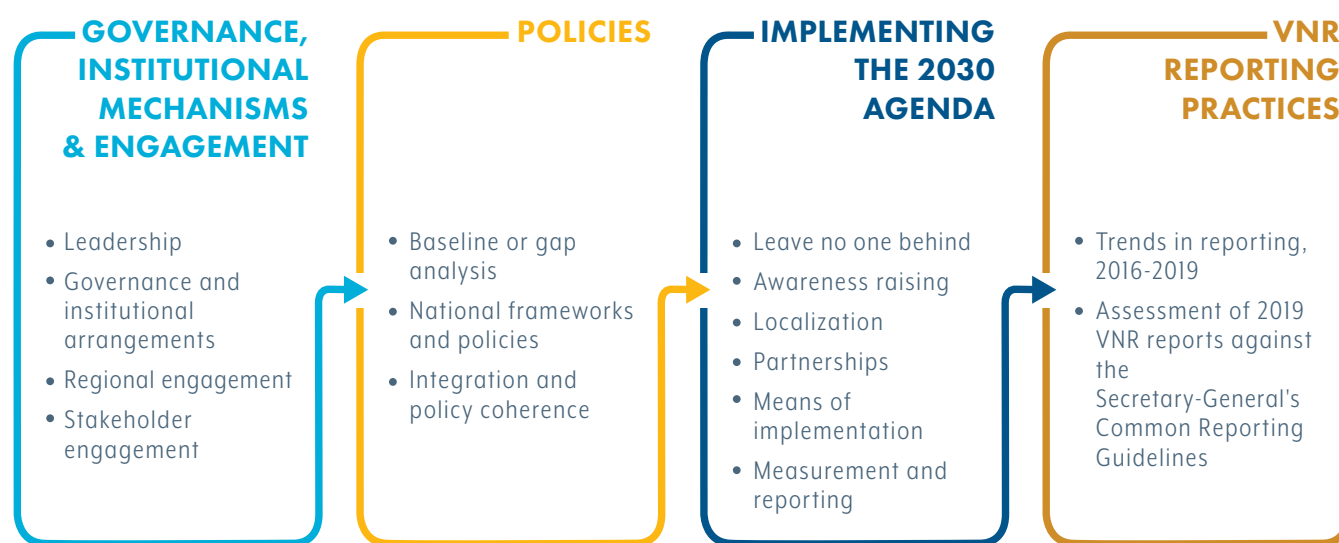 GOVERNANCE,
INSTITUTIONAL
MECHANISMS
& ENGAGEMENT
• Leadership
• Governance and
institutional
arrangements
• Regional engagement
• Stakeholder
engagement
POLICIES
• Baseline or gap
analysis
• National frameworks
and policies
• Integration and
policy coherence
IMPLEMENTING
THE 2030
AGENDA
• Leave no one behind
• Awareness raising
• Localization
• Partnerships
• Means of
implementation
• Measurement and
reporting
VNR
REPORTING
PRACTICES
• Trends in reporting,
2016-2019
• Assessment of 2019
VNR reports against
the
Secretary-General's
Common Reporting
Guidelines